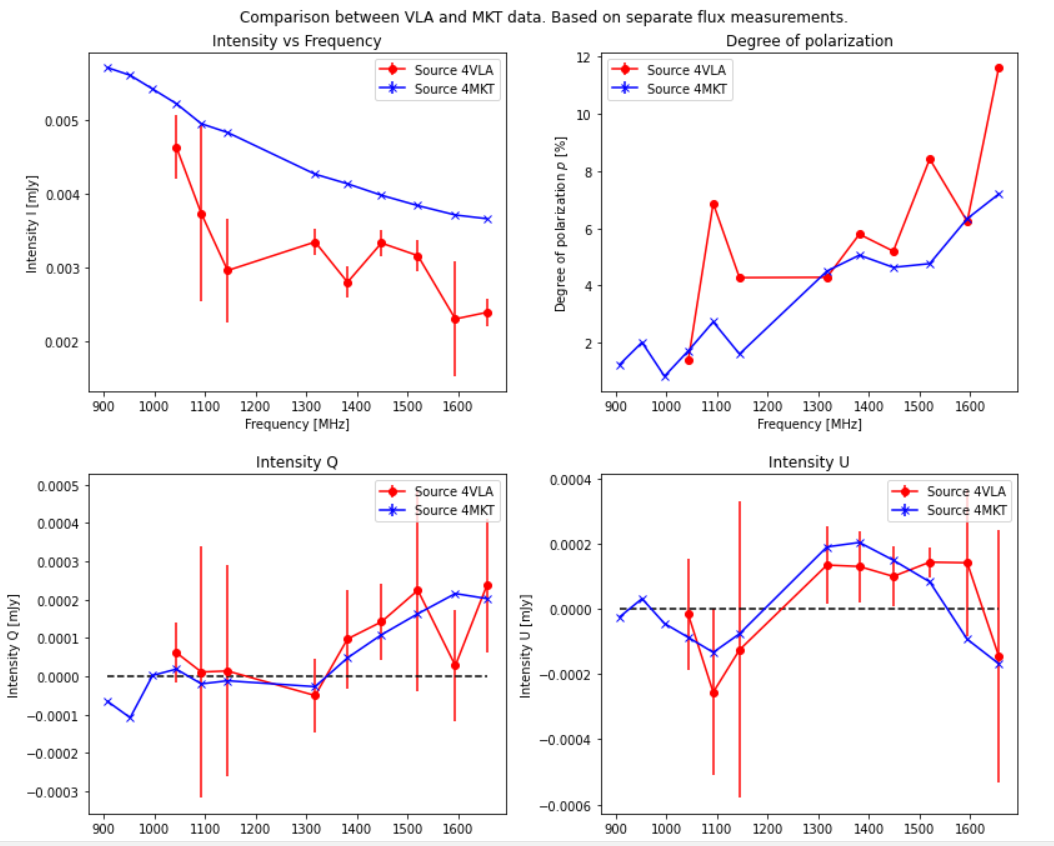 Comparison between VLA and MKT data. Based on separate flux measurements.
Intensity vs Frequency
Source 4VLA
Source 4MKT
0.005
0.004
0.003
0.002
Intensity I [mJy]
900 1000 1100 1200 1300 1400 1500 1600
Frequency [MHz]
Degree of polarization
Source 4VLA
Source 4MKT
12
10
8
6
4
2
Degree of polarization p [%]
900 1000 1100 1200 1300 1400 1500 1600
Frequency [MHz]
Intensity Q
Source 4VLA
Source 4MKT
0.0005
0.0004
0.0003
0.0002
0.0001
0.0000
−0.0001
−0.0002
−0.0003
Intensity Q [mJy]
900 1000 1100 1200 1300 1400 1500 1600
Intensity U
Source 4VLA
Source 4MKT
0.0004
0.0002
0.0000
−0.0002
−0.0004
−0.0006
Intensity U [mJy]
900 1000 1100 1200 1300 1400 1500 1600